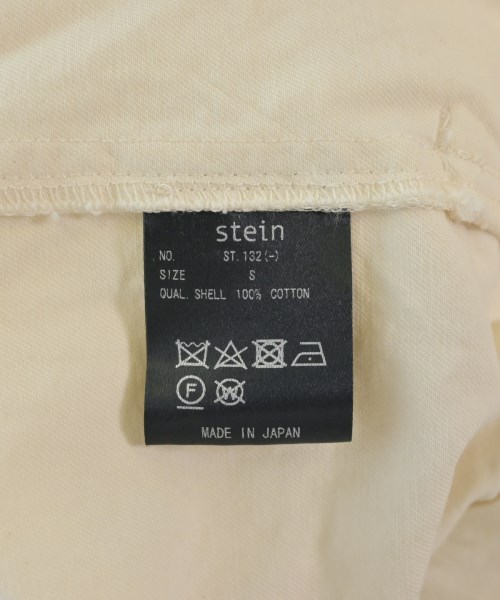 stein
NO. ST.132(-)
SIZE S
QUAL. SHELL 100% COTTON
F W
MADE IN JAPAN